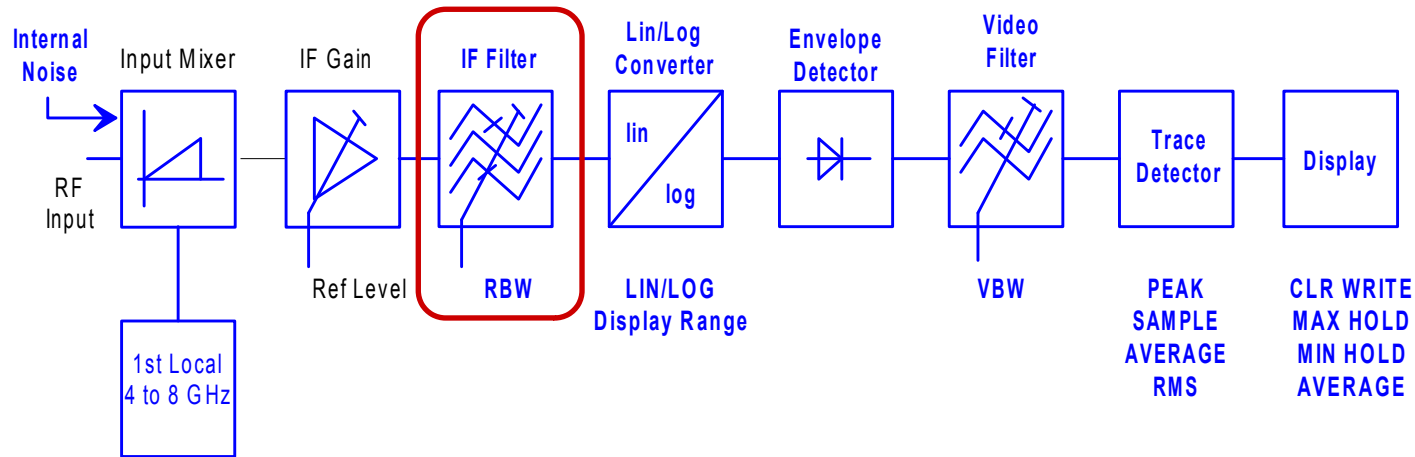 Internal
Noise
Input Mixer
IF Gain
IF Filter
Lin/Log
Converter
Envelope
Detector
Video
Filter
lin
log
Trace
Detector
Display
RF
Input
Ref Level
RBW
LIN/LOG
Display Range
VBW
PEAK
SAMPLE
AVERAGE
RMS
CLR WRITE
MAX HOLD
MIN HOLD
AVERAGE
1st Local
4 to 8 GHz